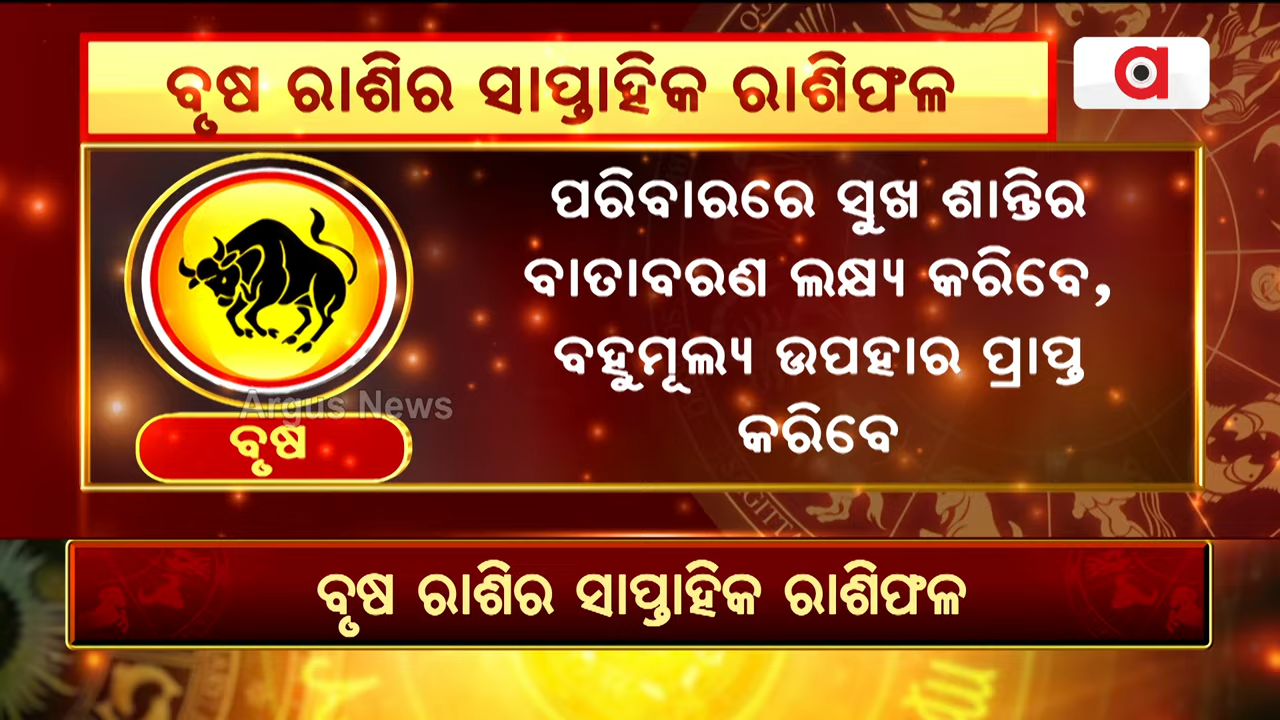 ବୃଷ ରାଶିର ସାପ୍ତାହିକ ରାଶିଫଳ
a
ପରିବାରରେ ସୁଖ ଶାନ୍ତିର
ବାତାବରଣ ଲକ୍ଷ୍ୟ କରିବେ,
ବହୁମୂଲ୍ୟ ଉପହାର ପ୍ରାପ୍ତ
କରିବେ
Argus News
ବୃଷ
ବୃଷ ରାଶିର ସାପ୍ତାହିକ ରାଶିଫଳ